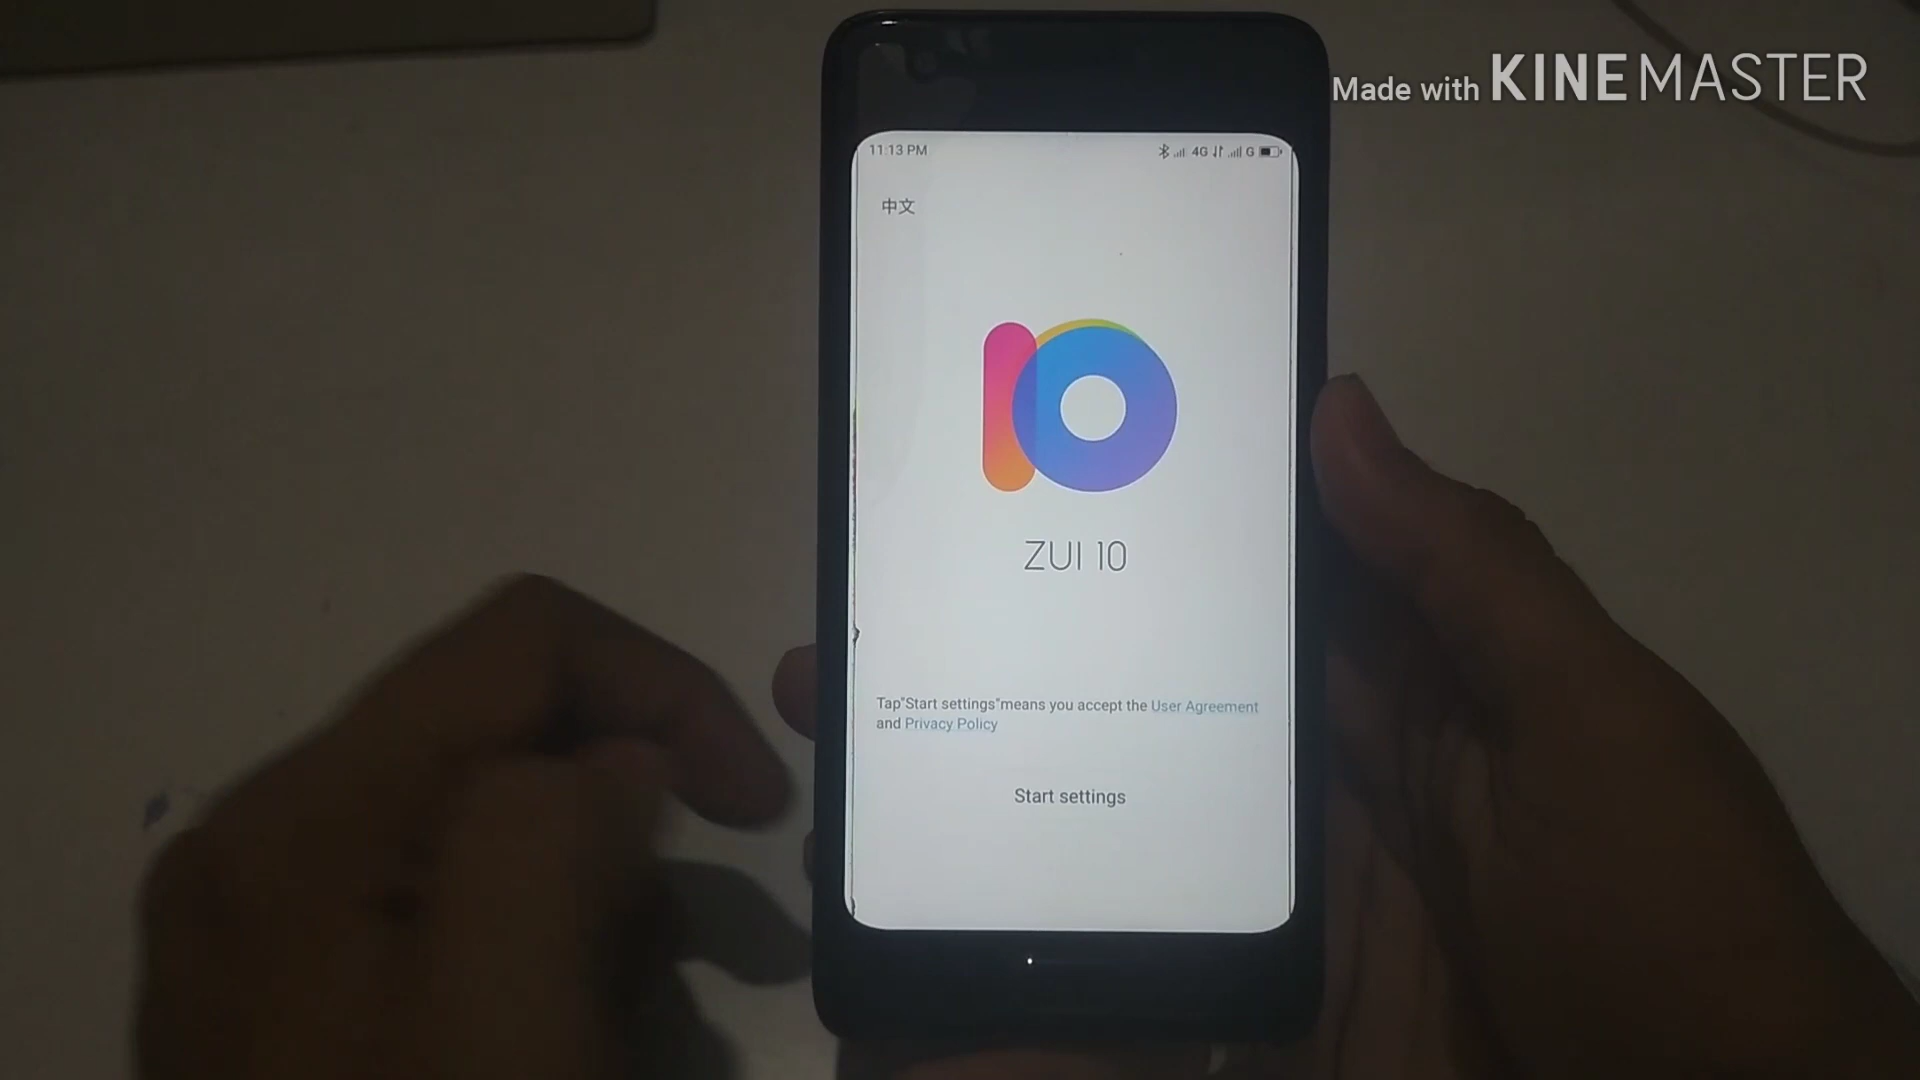 Made with KINEMASTER
11:13 PM 4G G
中文
ZUI 10
Tap"Start settings"means you accept the User Agreement
and Privacy Policy
Start settings